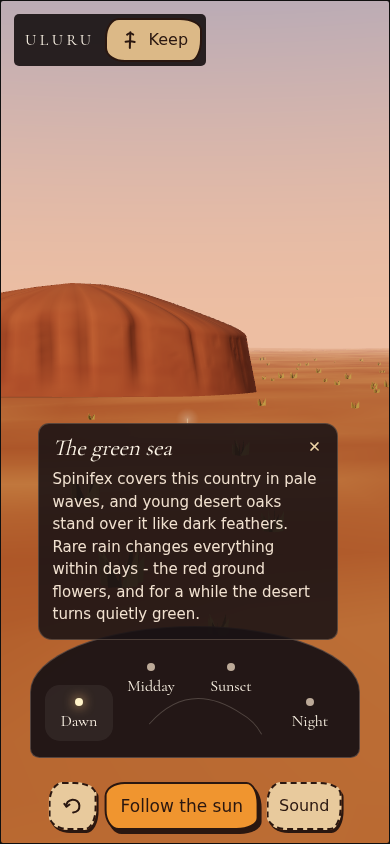 ULURU
Keep
The green sea
Spinifex covers this country in pale
waves, and young desert oaks
stand over it like dark feathers.
Rare rain changes everything
within days - the red ground
flowers, and for a while the desert
turns quietly green.
Midday
Sunset
Dawn
Night
Follow the sun
Sound